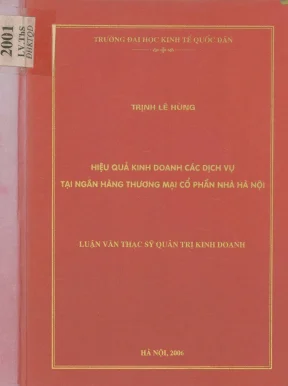 2001
LV.ThS
ĐHKTQD
TRƯỜNG ĐẠI HỌC KINH TẾ QUỐC DÂN
TRỊNH LÊ HÙNG
HIỆU QUẢ KINH DOANH CÁC DỊCH VỤ
TẠI NGÂN HÀNG THƯƠNG MẠI CỔ PHẦN NHÀ HÀ NỘI
LUẬN VĂN THẠC SỸ QUẢN TRỊ KINH DOANH
HÀ NỘI, 2006